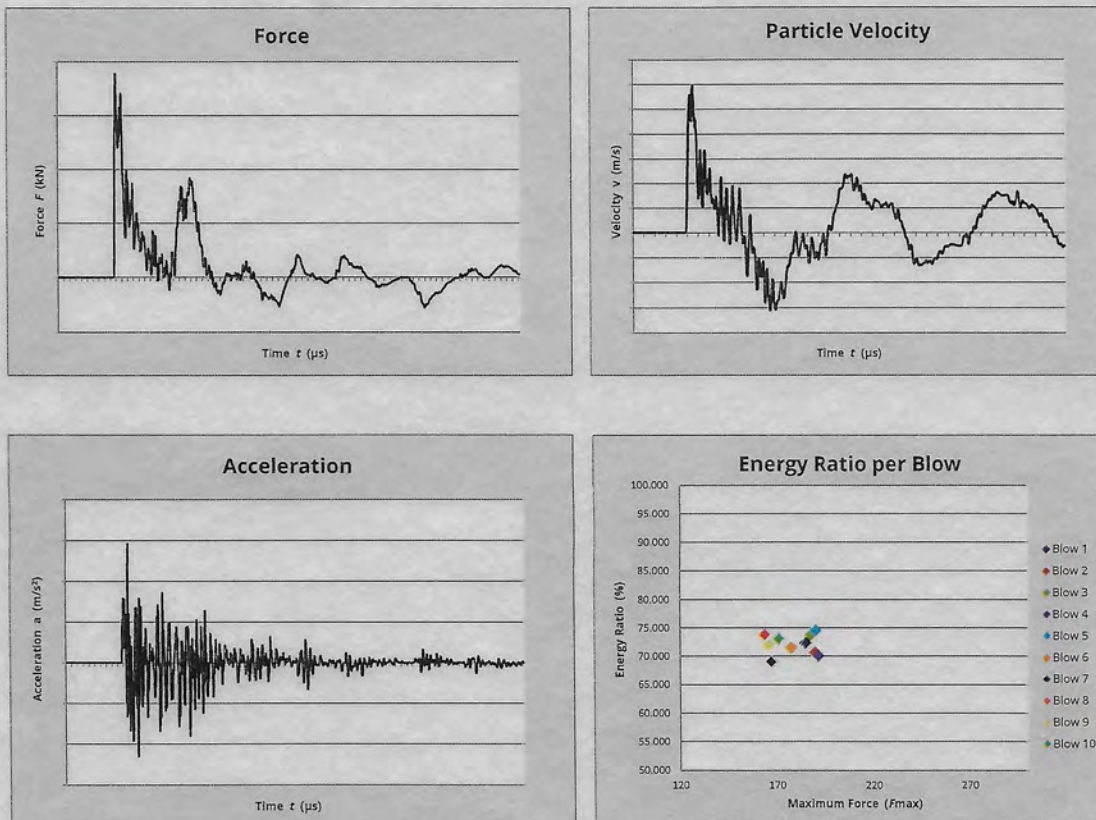 Force
Force F (kN)
Time t (µs)
Particle Velocity
Velocity v (m/s)
Time t (µs)
Acceleration
Acceleration a (m/s²)
Time t (µs)
Energy Ratio per Blow
Energy Ratio (%)
100.000
95.000
90.000
85.000
80.000
75.000
70.000
65.000
60.000
55.000
50.000
120
170
220
270
Maximum Force (Fmax)
Blow 1
Blow 2
Blow 3
Blow 4
Blow 5
Blow 6
Blow 7
Blow 8
Blow 9
Blow 10